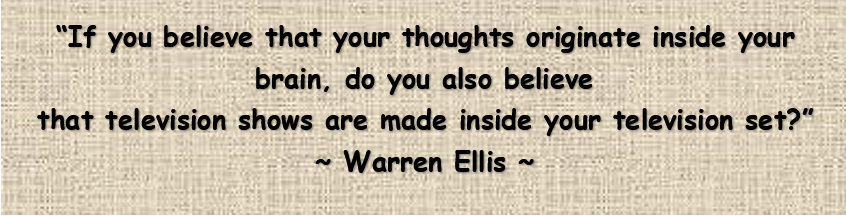 “If you believe that your thoughts originate inside your
brain, do you also believe
that television shows are made inside your television set?”
~ Warren Ellis ~